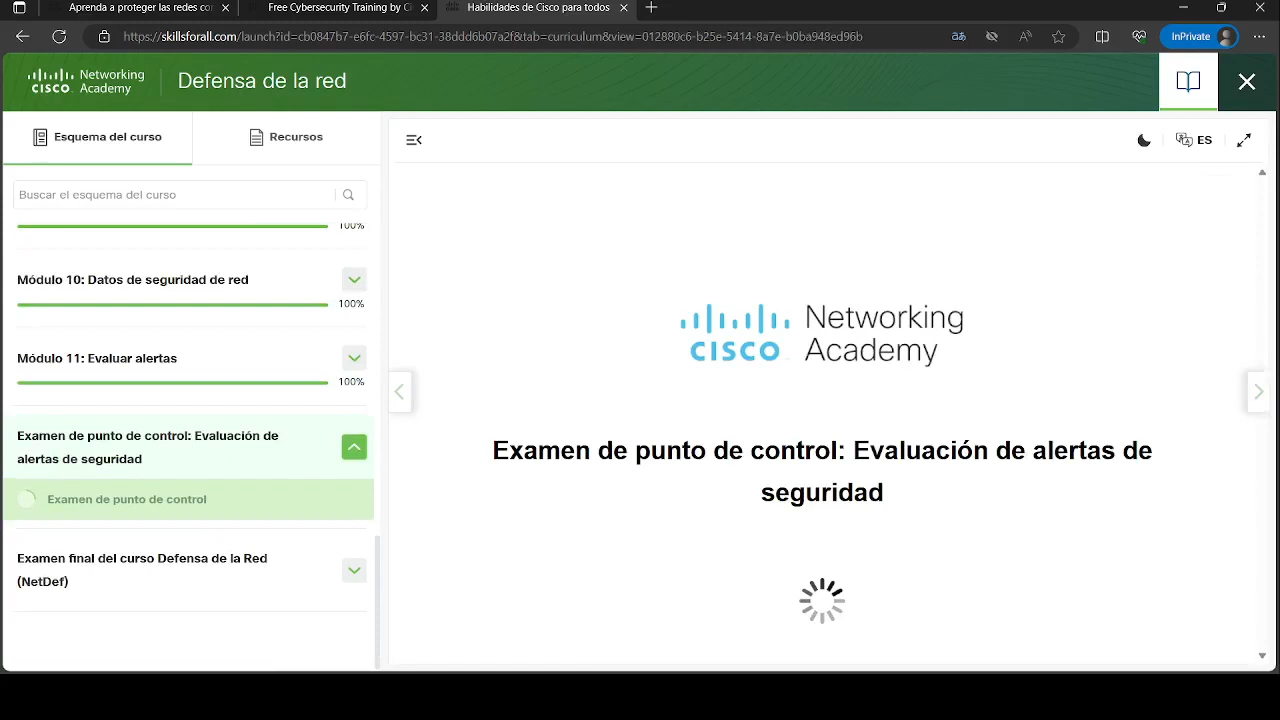 Aprenda a proteger las redes cor
Free Cybersecurity Training by Ci
Habilidades de Cisco para todos
https://skillsforall.com/launch?id=cb0847b7-e6fc-4597-bc31-38ddd6b07a2f&tab=curriculum&view=012880c6-b25e-5414-8a7e-b0ba948ed96b
InPrivate
CISCO
Networking
Academy
Defensa de la red
Esquema del curso
Recursos
ES
Buscar el esquema del curso
100%
Módulo 10: Datos de seguridad de red
100%
Módulo 11: Evaluar alertas
100%
Examen de punto de control: Evaluación de
alertas de seguridad
Examen de punto de control
Examen final del curso Defensa de la Red
(NetDef)
CISCO
Networking
Academy
Examen de punto de control: Evaluación de alertas de
seguridad